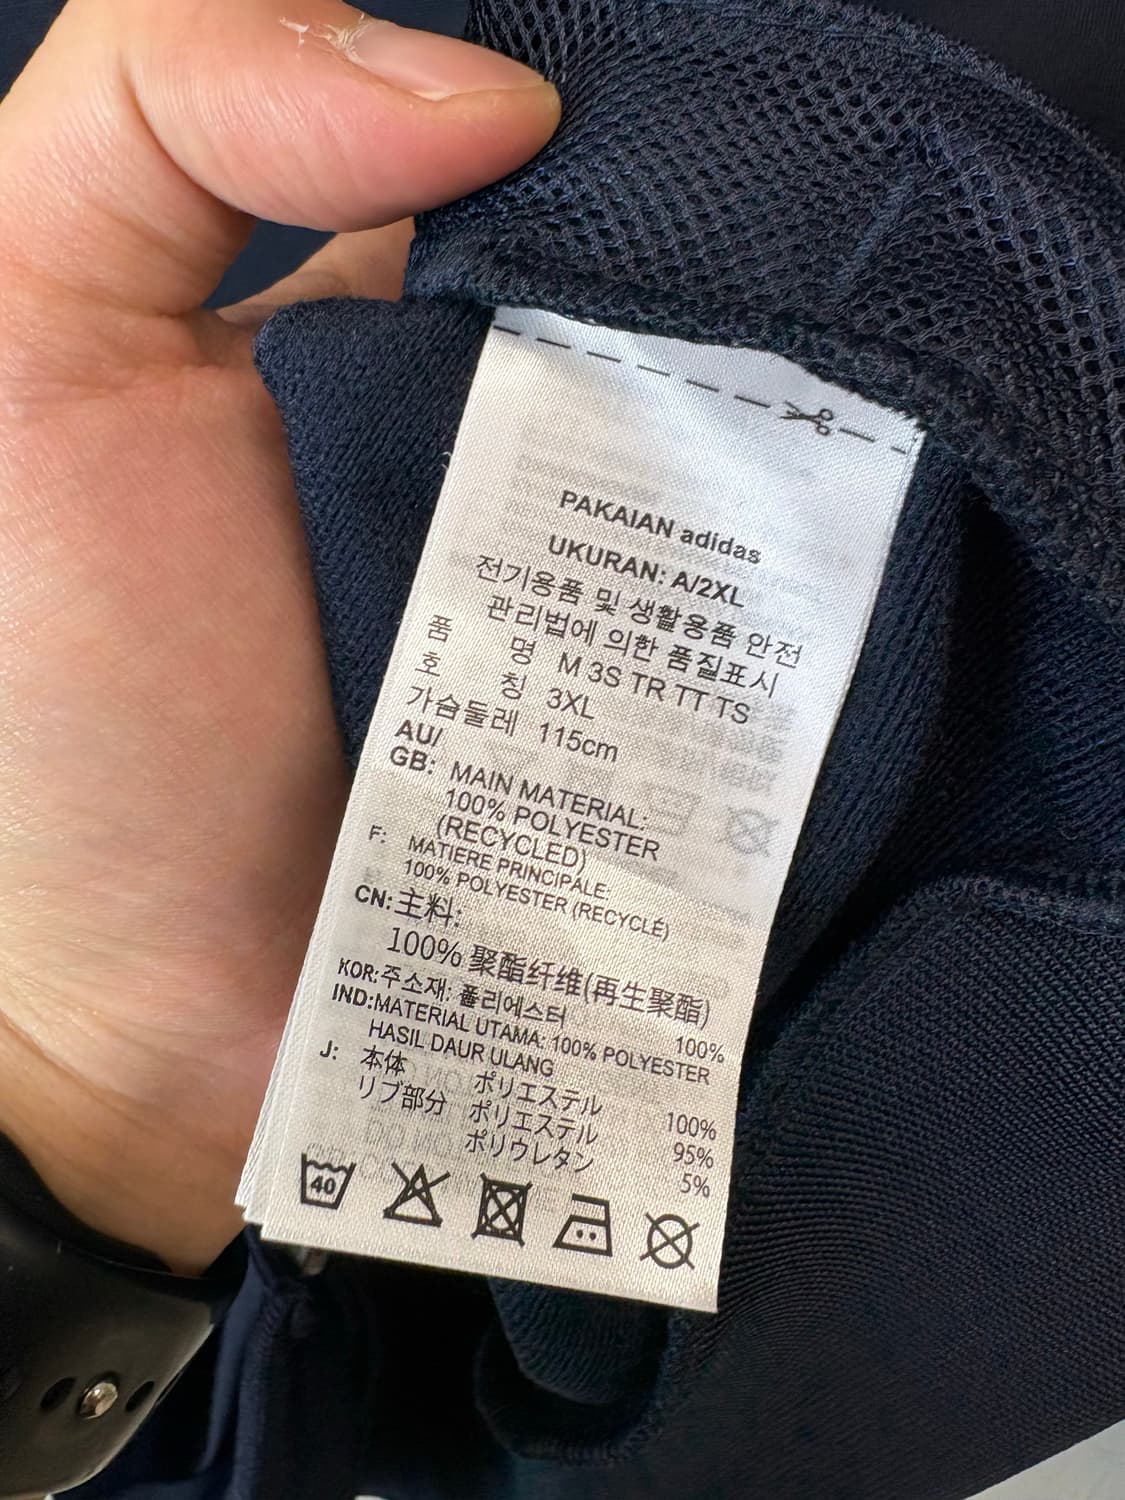 PAKAIAN adidas
UKURAN: A/2XL
전기용품 및 생활용품 안전
관리법에 의한 품질표시
품 명 M 3S TR TT TS
호 칭 3XL
가슴둘레 115cm
AU/
GB: MAIN MATERIAL:
100% POLYESTER
(RECYCLED)
F: MATIERE PRINCIPALE:
100% POLYESTER (RECYCLÉ)
CN: 主料:
100% 聚酯纤维(再生聚酯)
KOR: 주소재: 폴리에스터 100%
IND: MATERIAL UTAMA: 100% POLYESTER
HASIL DAUR ULANG
J: 本体 ポリエステル 100%
リブ部分 ポリエステル 95%
ポリウレタン 5%
40